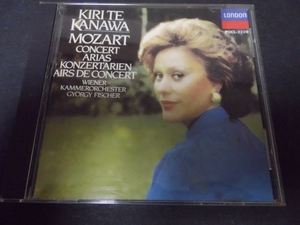 KIRI TE
KANAWA
MOZART
CONCERT
ARIAS
KONZERTARIEN
AIRS DE CONCERT
WIENER
KAMMERORCHESTER
GYÖRGY FISCHER
LONDON